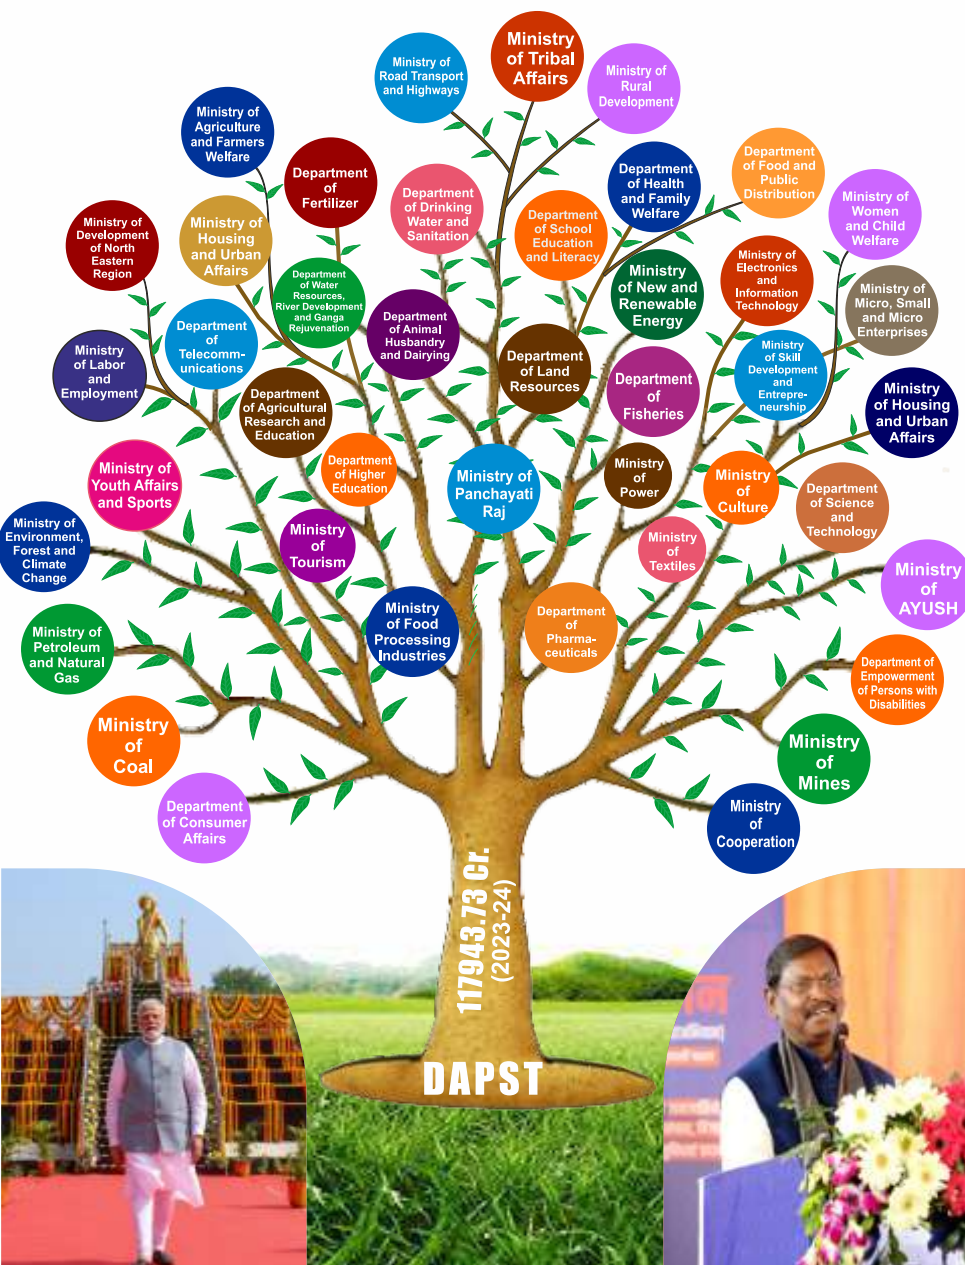 Ministry
of Tribal
Affairs
Ministry of
Road Transport
and Highways
Ministry of
Rural
Development
Ministry of
Agriculture
and Farmers
Welfare
Department
of
Fertilizer
Department
of Drinking
Water and
Sanitation
Department
of School
Education
and Literacy
Department
of Health
and Family
Welfare
Department
of Food and
Public
Distribution
Ministry of
Women
and Child
Welfare
Ministry of
Development
of North
Eastern
Region
Ministry of
Housing
and Urban
Affairs
Department
of Water
Resources,
River Development
and Ganga
Rejuvenation
Ministry
of New and
Renewable
Energy
Ministry of
Electronics
and
Information
Technology
Ministry of
Micro, Small
and Micro
Enterprises
Department
of
Telecomm-
unications
Department
of Animal
Husbandry
and Dairying
Department
of Land
Resources
Ministry
of Skill
Development
and
Entrepre-
neurship
Ministry
of Labor
and
Employment
Department
of Agricultural
Research and
Education
Department
of
Fisheries
Ministry
of Housing
and Urban
Affairs
Ministry of
Youth Affairs
and Sports
Department
of Higher
Education
Ministry of
Panchayati
Raj
Ministry
of
Power
Ministry
of
Culture
Department
of Science
and
Technology
Ministry of
Environment,
Forest and
Climate
Change
Ministry
of
Tourism
Ministry
of
Textiles
Ministry
of
AYUSH
Ministry of
Petroleum
and Natural
Gas
Ministry
of Food
Processing
Industries
Department
of
Pharma-
ceuticals
Department of
Empowerment
of Persons with
Disabilities
Ministry
of
Coal
Ministry
of
Mines
Department
of Consumer
Affairs
Ministry
of
Cooperation
117943.73 Cr.
(2023-24)
DAPST